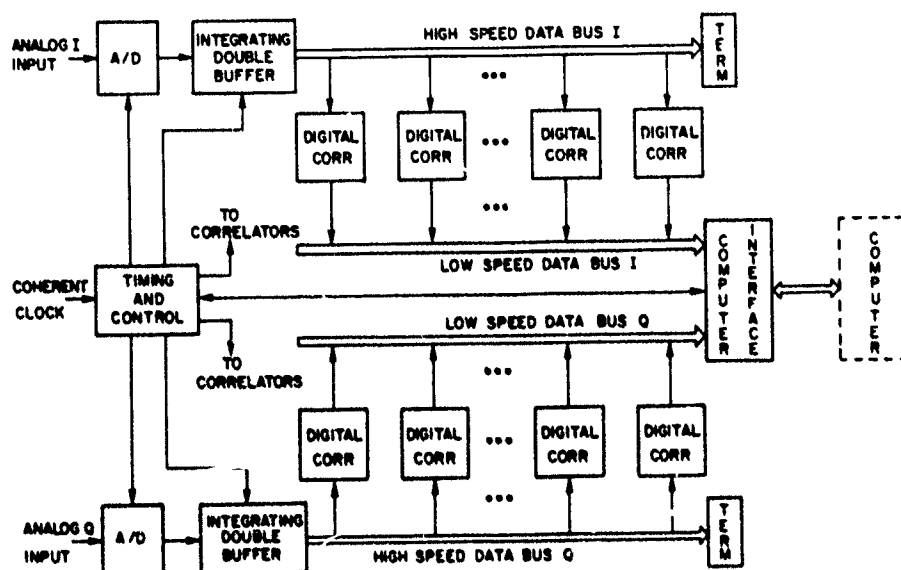 ANALOG I
INPUT
A/D
INTEGRATING
DOUBLE
BUFFER
HIGH SPEED DATA BUS I
TERM
DIGITAL
CORR
DIGITAL
CORR
•••
DIGITAL
CORR
DIGITAL
CORR
•••
•••
TO
CORRELATORS
LOW SPEED DATA BUS I
COHERENT
CLOCK
TIMING
AND
CONTROL
COMPUTER
INTERFACE
COMPUTER
LOW SPEED DATA BUS Q
TO
CORRELATORS
•••
DIGITAL
CORR
DIGITAL
CORR
•••
DIGITAL
CORR
DIGITAL
CORR
•••
ANALOG Q
INPUT
A/D
INTEGRATING
DOUBLE
BUFFER
HIGH SPEED DATA BUS Q
TERM